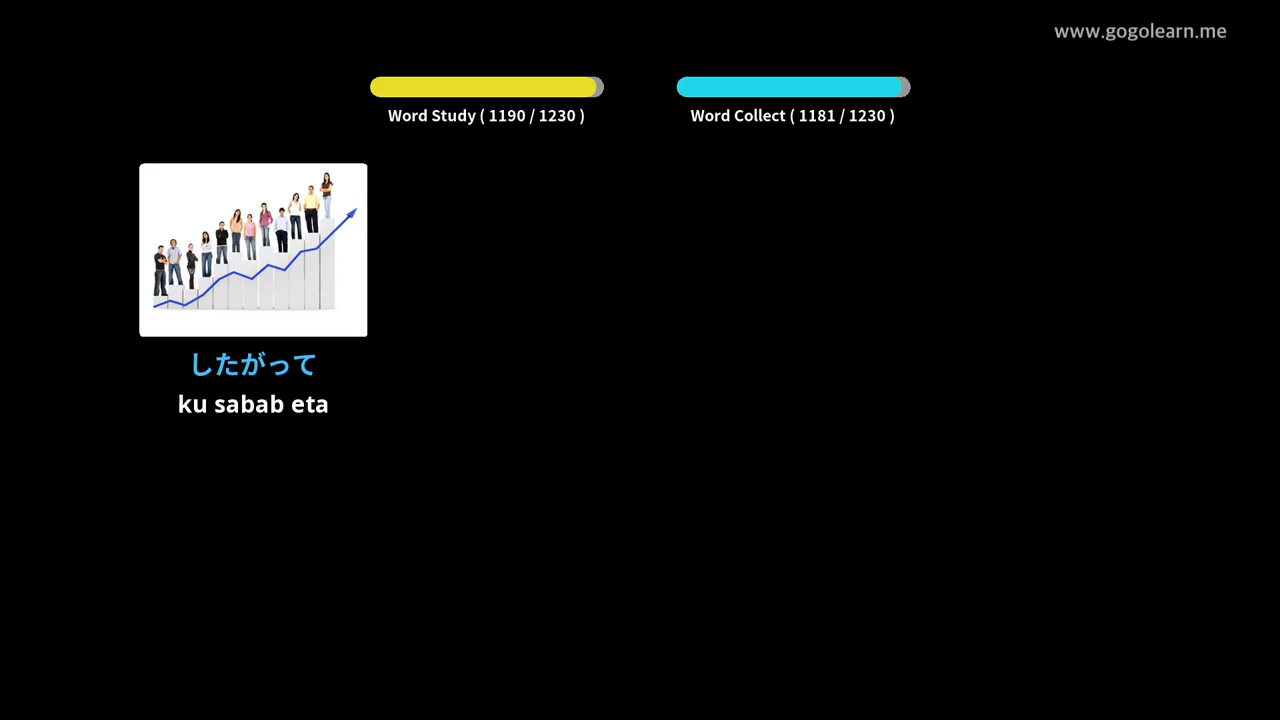 www.gogolearn.me
Word Study ( 1190 / 1230 )
Word Collect ( 1181 / 1230 )
したがって
ku sabab eta